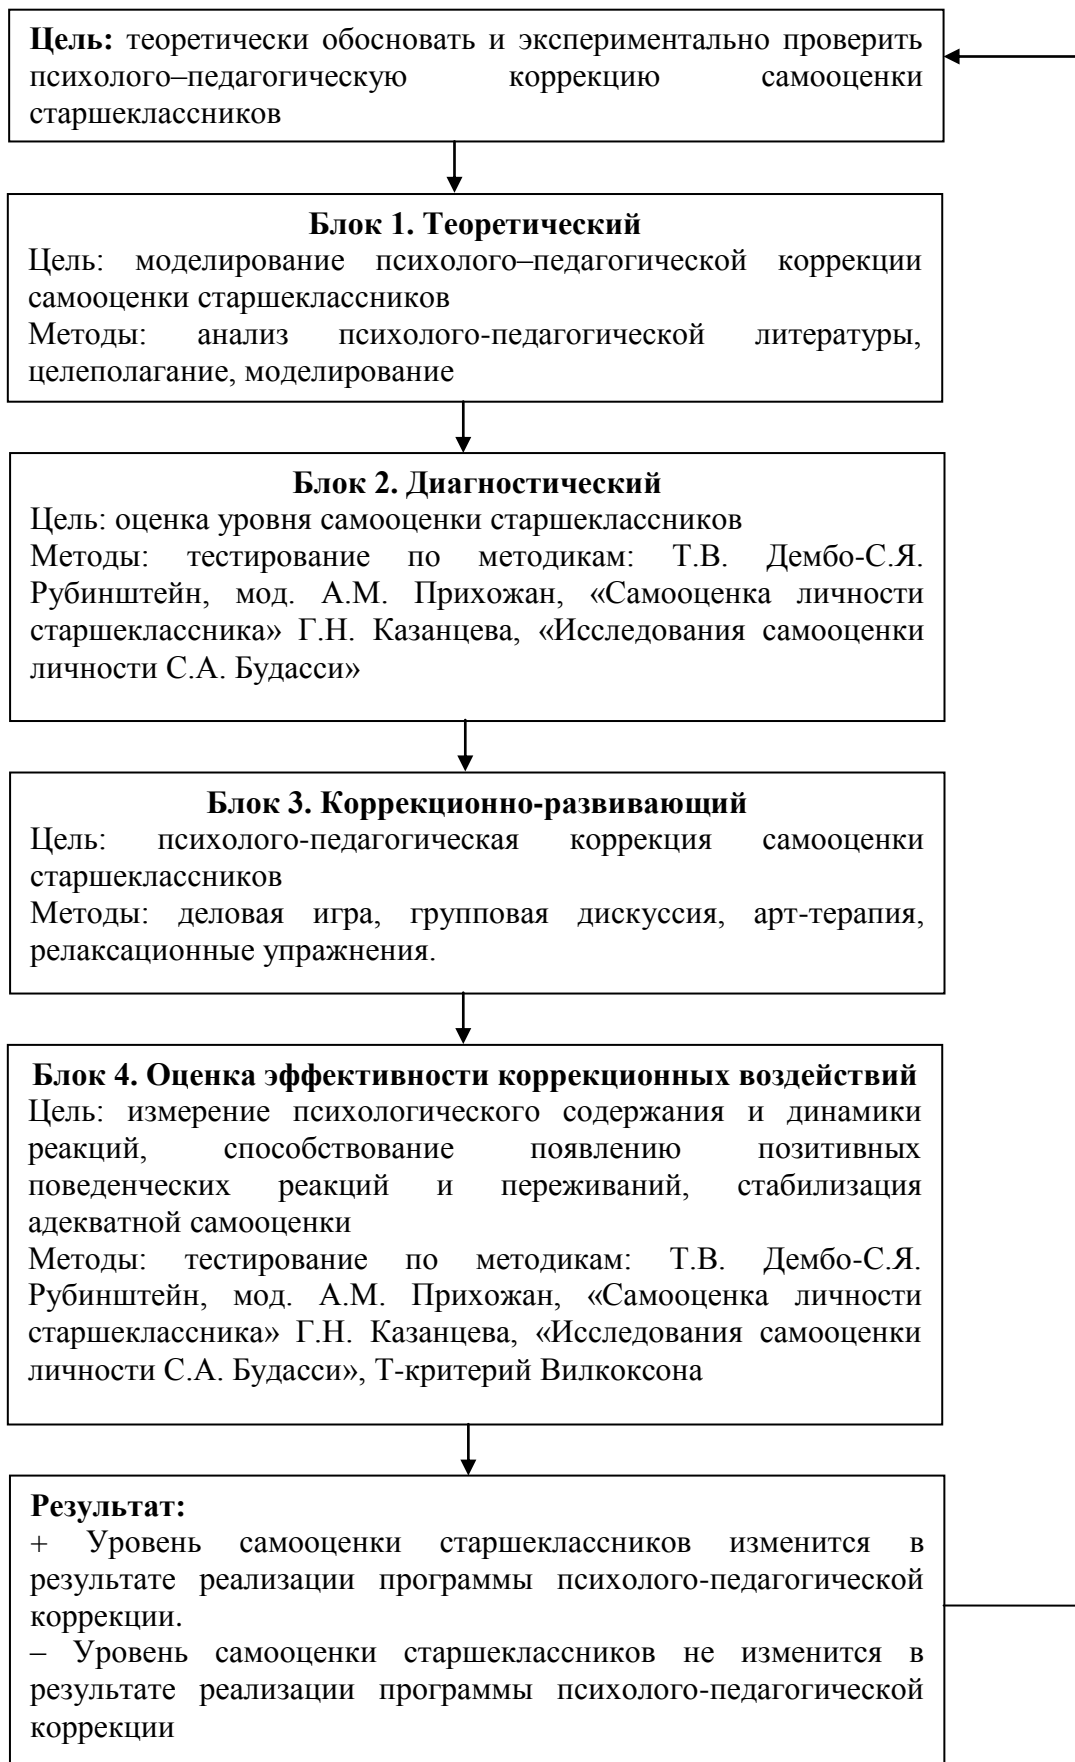 Цель: теоретически обосновать и экспериментально проверить
психолого–педагогическую коррекцию самооценки
старшеклассников
Блок 1. Теоретический
Цель: моделирование психолого–педагогической коррекции
самооценки старшеклассников
Методы: анализ психолого-педагогической литературы,
целеполагание, моделирование
Блок 2. Диагностический
Цель: оценка уровня самооценки старшеклассников
Методы: тестирование по методикам: Т.В. Дембо-С.Я.
Рубинштейн, мод. А.М. Прихожан, «Самооценка личности
старшеклассника» Г.Н. Казанцева, «Исследования самооценки
личности С.А. Будасси»
Блок 3. Коррекционно-развивающий
Цель: психолого-педагогическая коррекция самооценки
старшеклассников
Методы: деловая игра, групповая дискуссия, арт-терапия,
релаксационные упражнения.
Блок 4. Оценка эффективности коррекционных воздействий
Цель: измерение психологического содержания и динамики
реакций, способствование появлению позитивных
поведенческих реакций и переживаний, стабилизация
адекватной самооценки
Методы: тестирование по методикам: Т.В. Дембо-С.Я.
Рубинштейн, мод. А.М. Прихожан, «Самооценка личности
старшеклассника» Г.Н. Казанцева, «Исследования самооценки
личности С.А. Будасси», Т-критерий Вилкоксона
Результат:
+ Уровень самооценки старшеклассников изменится в
результате реализации программы психолого-педагогической
коррекции.
– Уровень самооценки старшеклассников не изменится в
результате реализации программы психолого-педагогической
коррекции